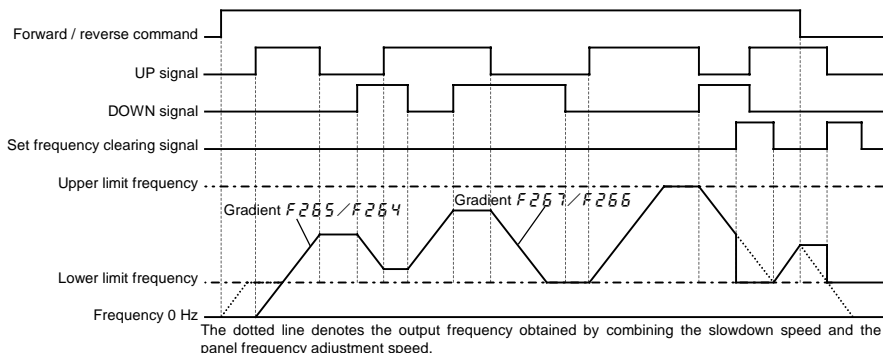 Forward / reverse command
UP signal
DOWN signal
Set frequency clearing signal
Upper limit frequency
Gradient F265/F264
Gradient F267/F266
Lower limit frequency
Frequency 0 Hz
The dotted line denotes the output frequency obtained by combining the slowdown speed and the
panel frequency adjustment speed.